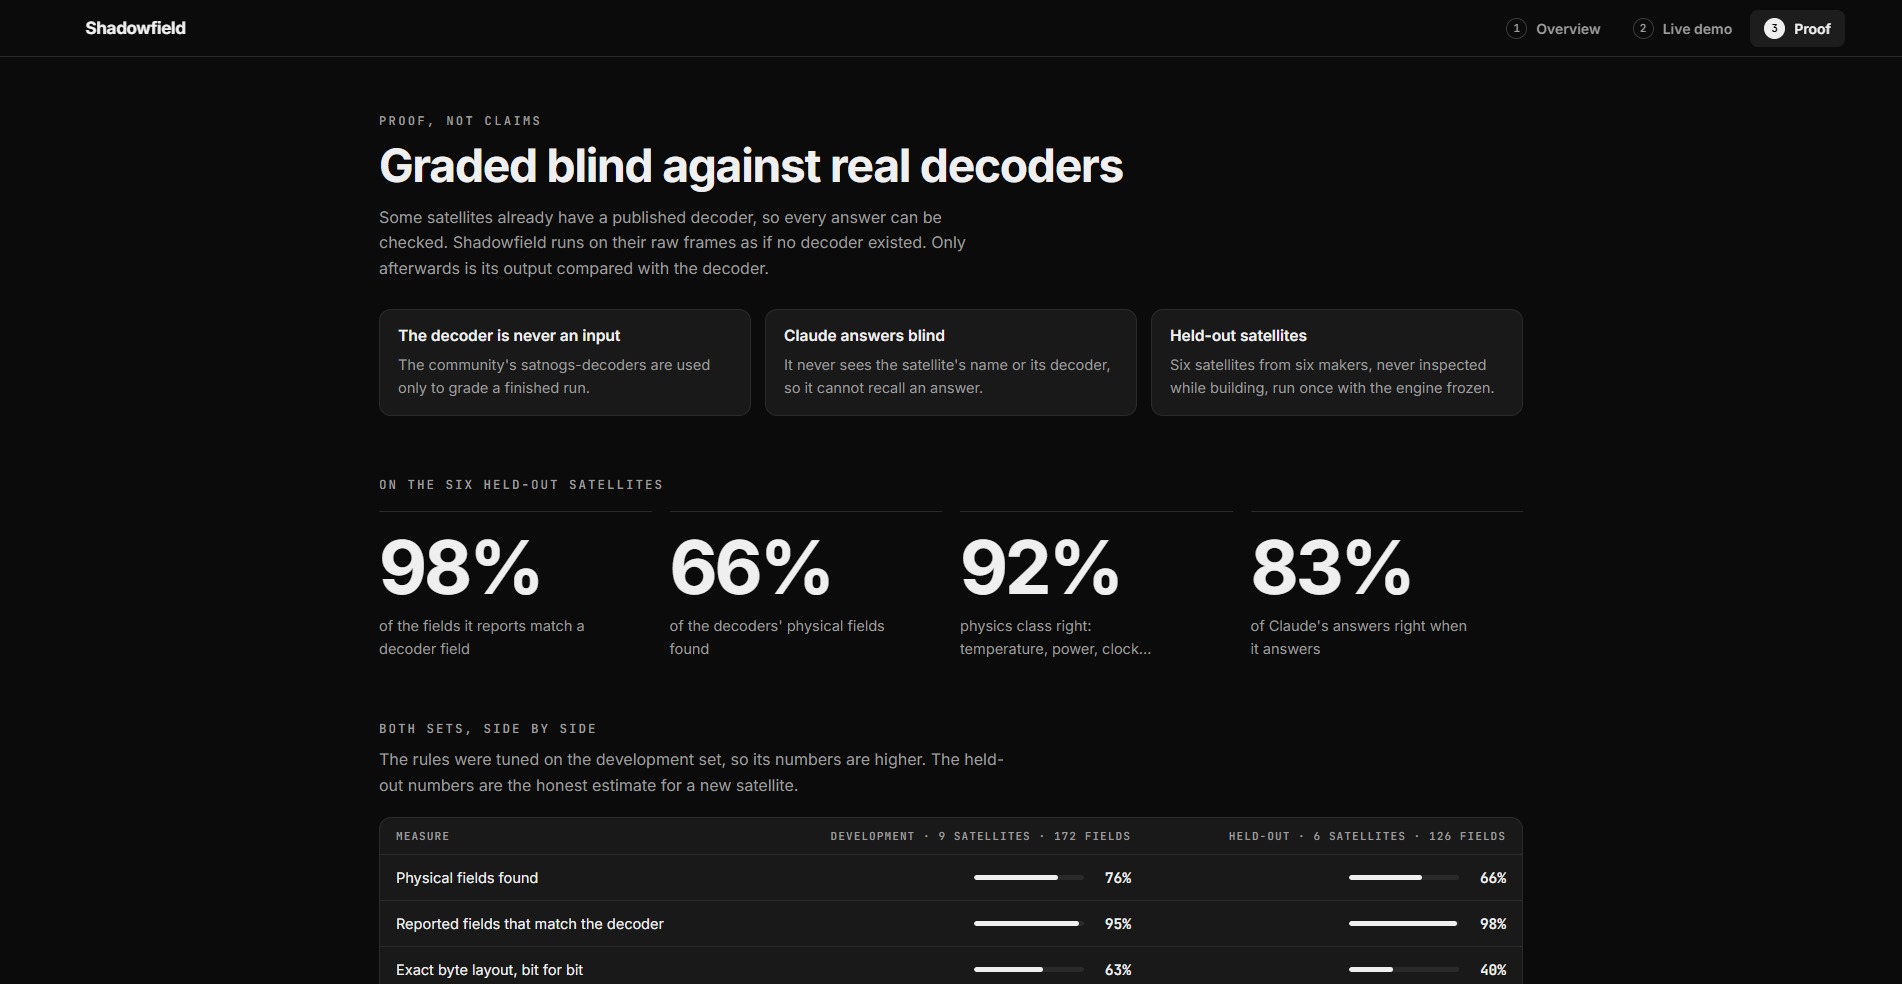 Shadowfield
1 Overview
2 Live demo
3 Proof
PROOF, NOT CLAIMS
Graded blind against real decoders
Some satellites already have a published decoder, so every answer can be
checked. Shadowfield runs on their raw frames as if no decoder existed. Only
afterwards is its output compared with the decoder.
The decoder is never an input
The community's satnogs-decoders are used
only to grade a finished run.
Claude answers blind
It never sees the satellite's name or its decoder,
so it cannot recall an answer.
Held-out satellites
Six satellites from six makers, never inspected
while building, run once with the engine frozen.
ON THE SIX HELD-OUT SATELLITES
98%
of the fields it reports match a
decoder field
66%
of the decoders' physical fields
found
92%
physics class right:
temperature, power, clock...
83%
of Claude's answers right when
it answers
BOTH SETS, SIDE BY SIDE
The rules were tuned on the development set, so its numbers are higher. The held-
out numbers are the honest estimate for a new satellite.
MEASURE DEVELOPMENT · 9 SATELLITES · 172 FIELDS HELD-OUT · 6 SATELLITES · 126 FIELDS
Physical fields found 76% 66%
Reported fields that match the decoder 95% 98%
Exact byte layout, bit for bit 63% 40%